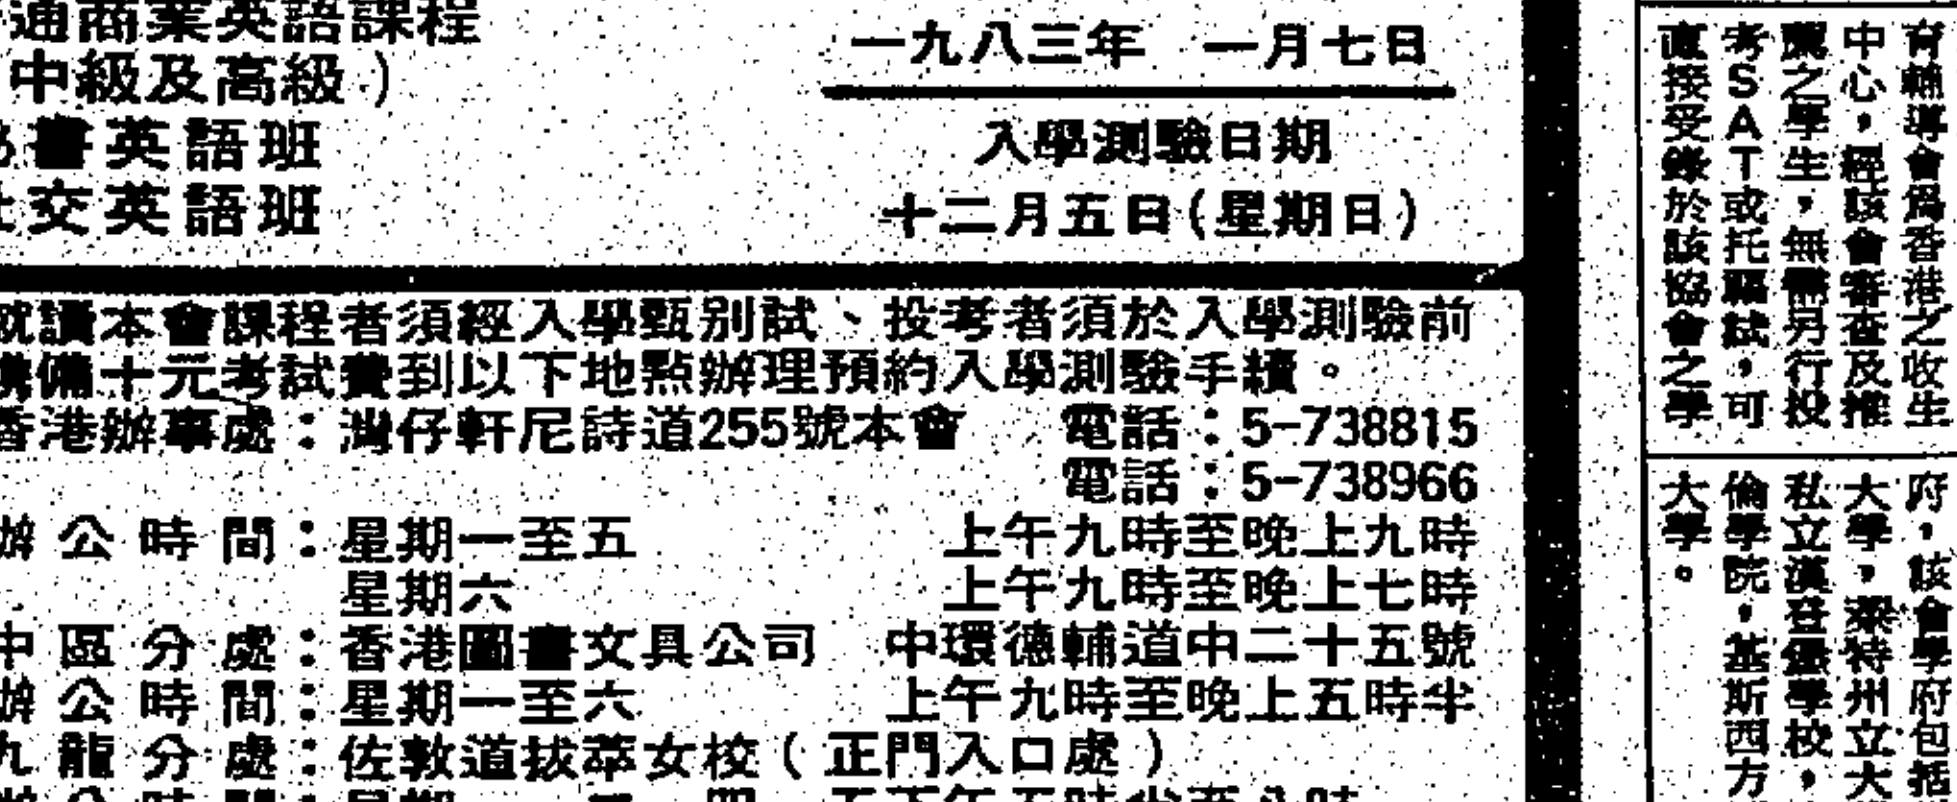 通商業英語課程
中級及高級）
書英語班
交英語班
一九八三年 一月七日
入學測驗日期
十二月五日(星期日)
就讀本會課程者須經入學甄别試、投考者須於入學測驗前
攜備十元考試費到以下地點辦理預約入學測驗手續。
香港辦事處：灣仔軒尼詩道255號本會 電話：5-738815
電話：5-738966
辦公時間：星期一至五 上午九時至晚上九時
星期六 上午九時至晚上七時
中區分處：香港圖書文具公司 中環德輔道中二十五號
辦公時間：星期一至六 上午九時至晚上五時半
九龍分處：佐敦道拔萃女校(正門入口處)
育輔導會爲香港之收生
中心，經該會審查及推
薦之學生，無需另行投
考SAT或托福試，可
直接受錄於該協會之學
府，該會學府包括
大學，梁特州立大
私立漢登堡學校，
倫學院，基斯西方
大學。